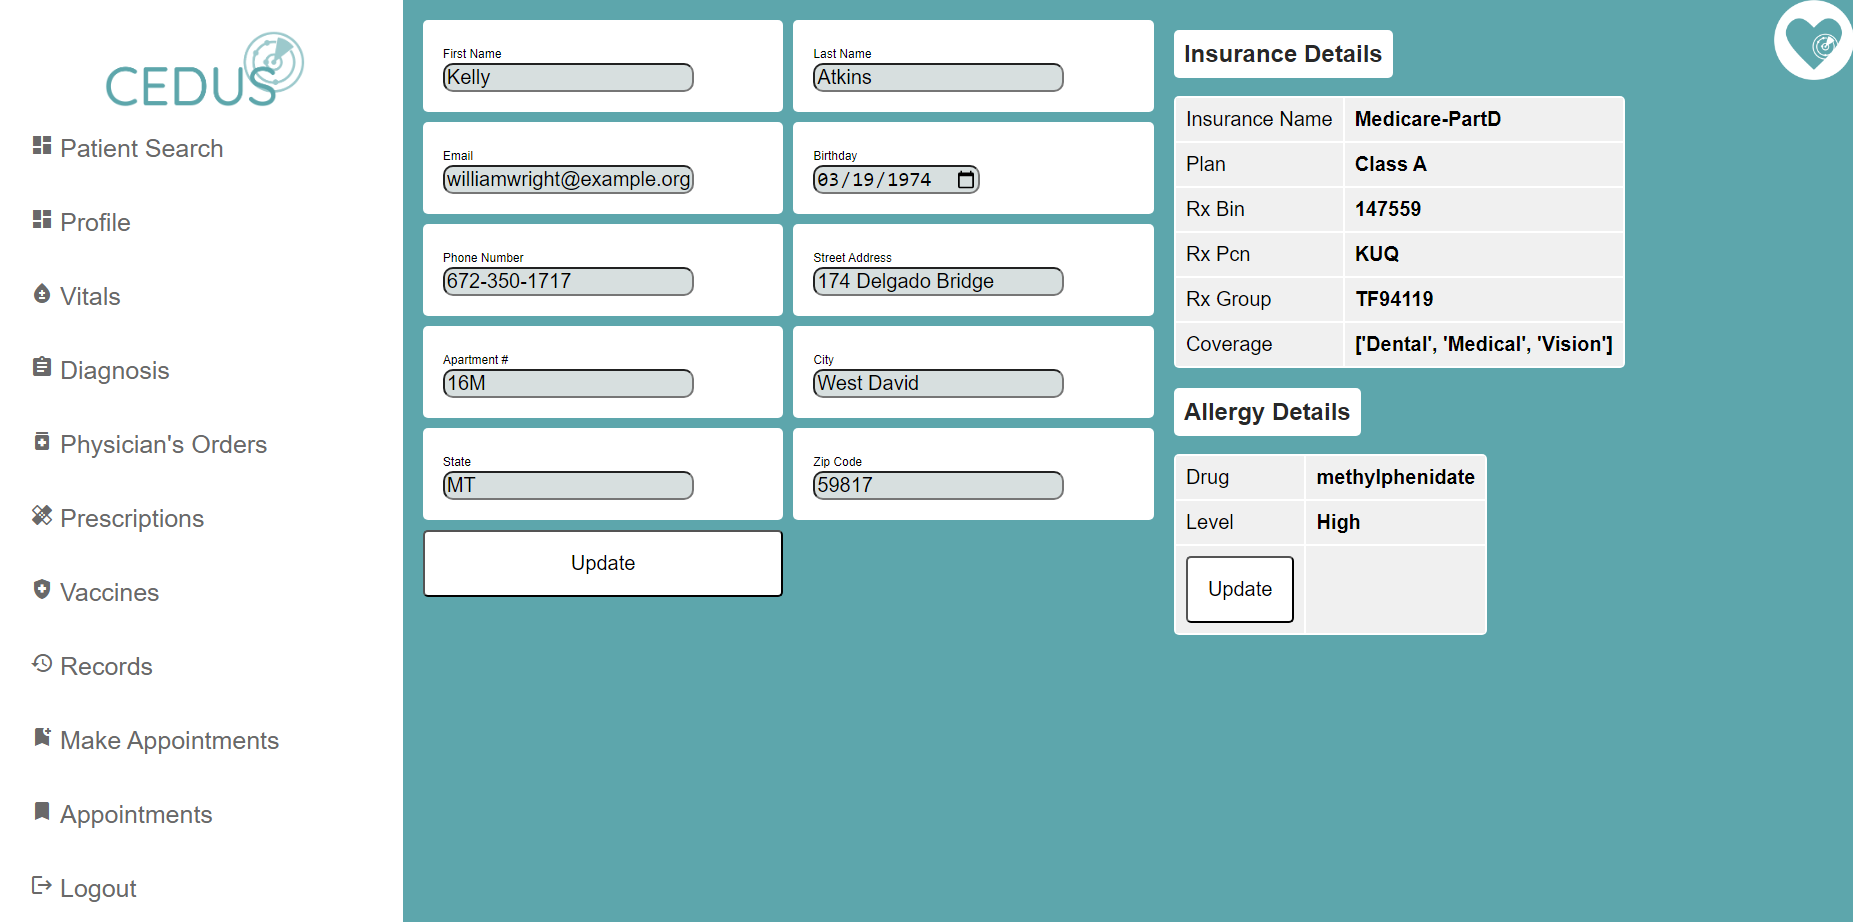 CEDUS
Patient Search
Profile
Vitals
Diagnosis
Physician's Orders
Prescriptions
Vaccines
Records
Make Appointments
Appointments
Logout
First Name
Kelly
Last Name
Atkins
Email
williamwright@example.org
Birthday
03/19/1974
Phone Number
672-350-1717
Street Address
174 Delgado Bridge
Apartment #
16M
City
West David
State
MT
Zip Code
59817
Update
Insurance Details
Insurance Name Medicare-PartD
Plan Class A
Rx Bin 147559
Rx Pcn KUQ
Rx Group TF94119
Coverage ['Dental', 'Medical', 'Vision']
Allergy Details
Drug methylphenidate
Level High
Update